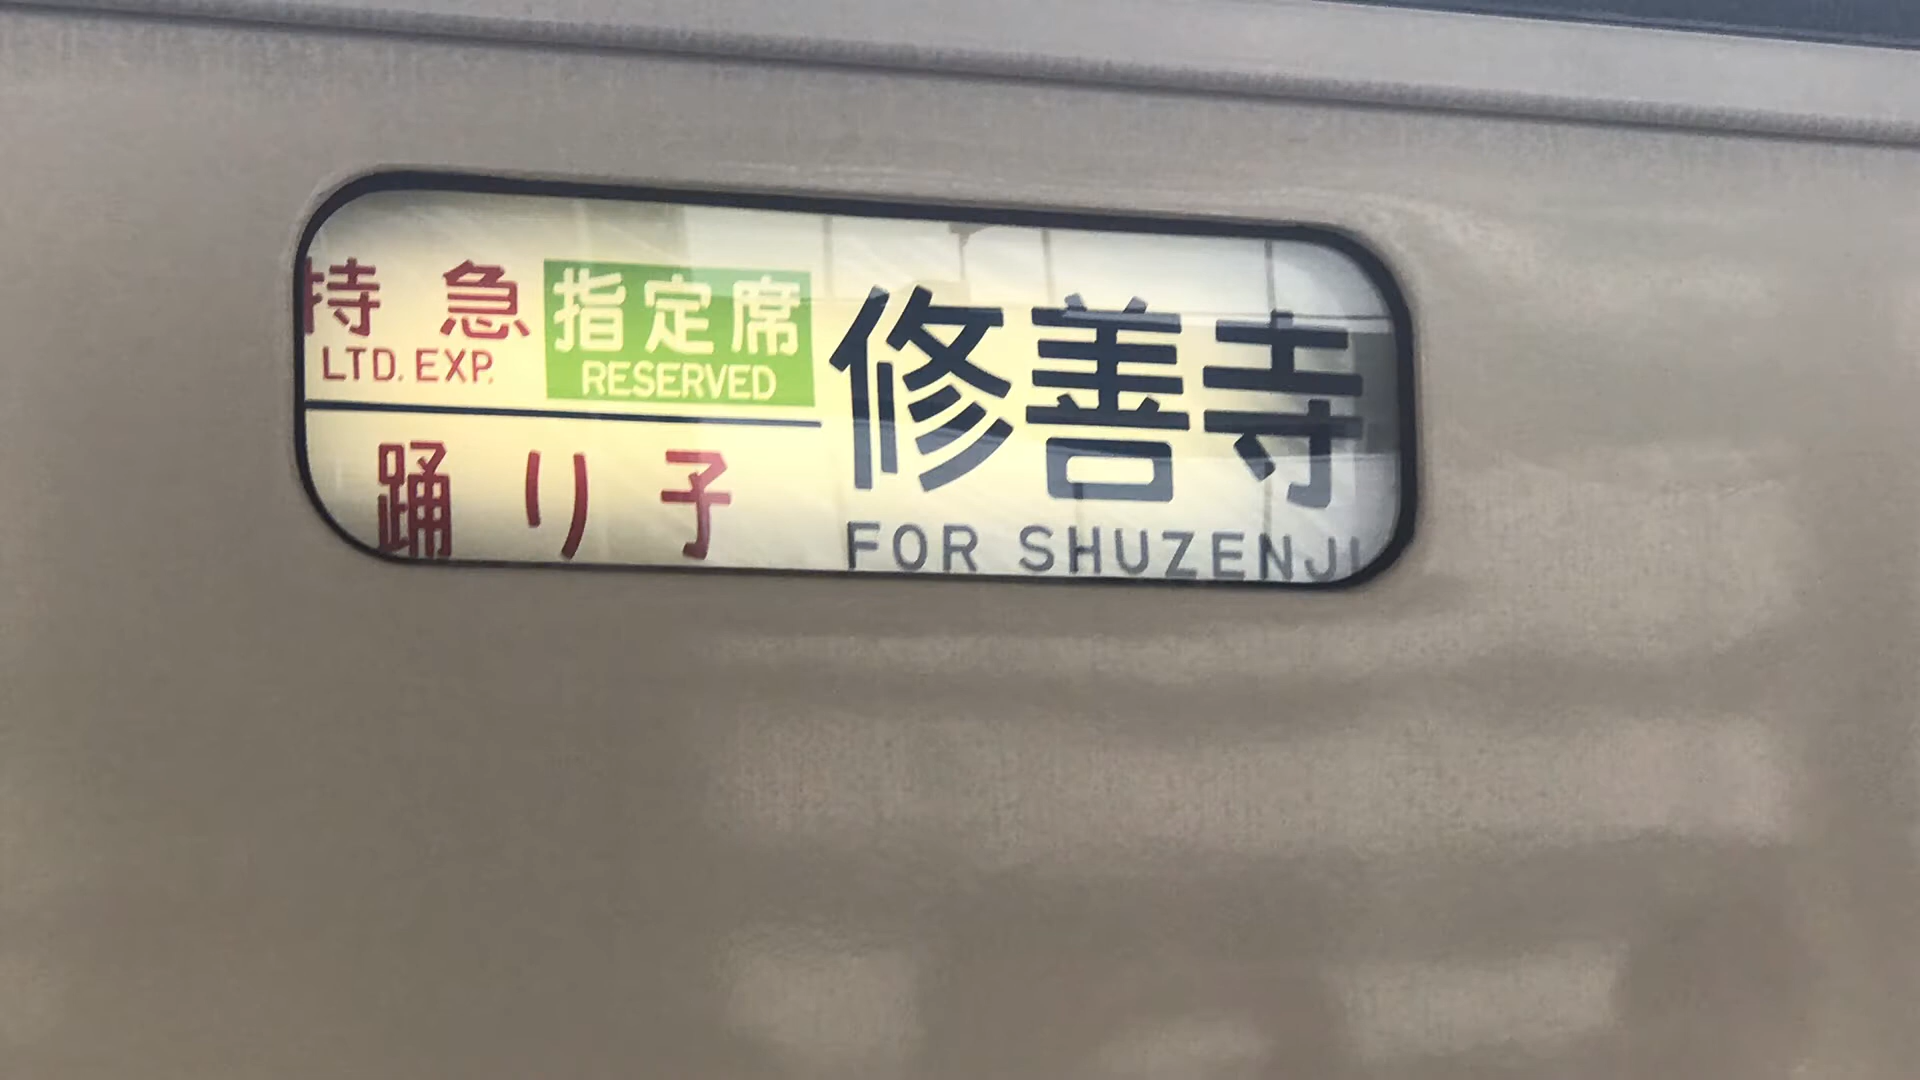 特急
LTD. EXP.
指定席
RESERVED
踊り子
修善寺
FOR SHUZENJI